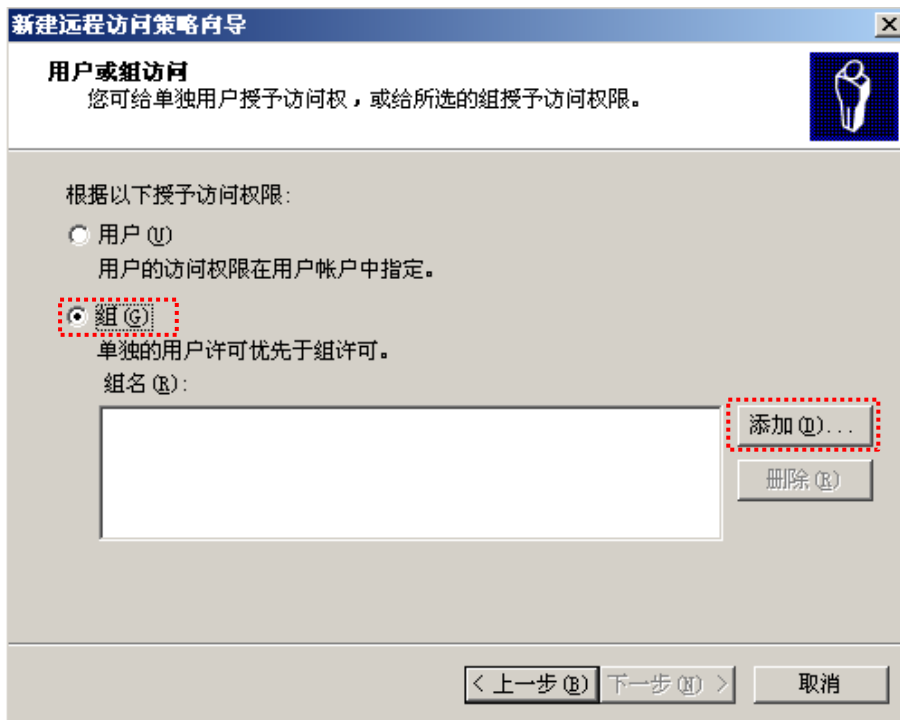 新建远程访问策略向导
用户或组访问
您可给单独用户授予访问权，或给所选的组授予访问权限。
根据以下授予访问权限:
用户(U)
用户的访问权限在用户帐户中指定。
组(G)
单独的用户许可优先于组许可。
组名(R):
添加(D)...
删除(R)
< 上一步(B)
下一步(N) >
取消